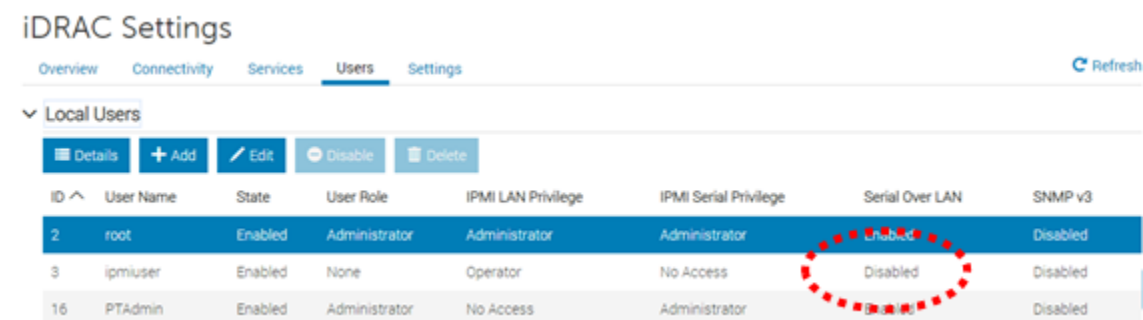 iDRAC Settings
Overview Connectivity Services Users Settings Refresh
Local Users
Details Add Edit Disable Delete
ID User Name State User Role IPMI LAN Privilege IPMI Serial Privilege Serial Over LAN SNMP v3
2 root Enabled Administrator Administrator Administrator Enabled Disabled
3 ipmiuser Enabled None Operator No Access Disabled Disabled
16 PTAdmin Enabled Administrator No Access Administrator Enabled Disabled